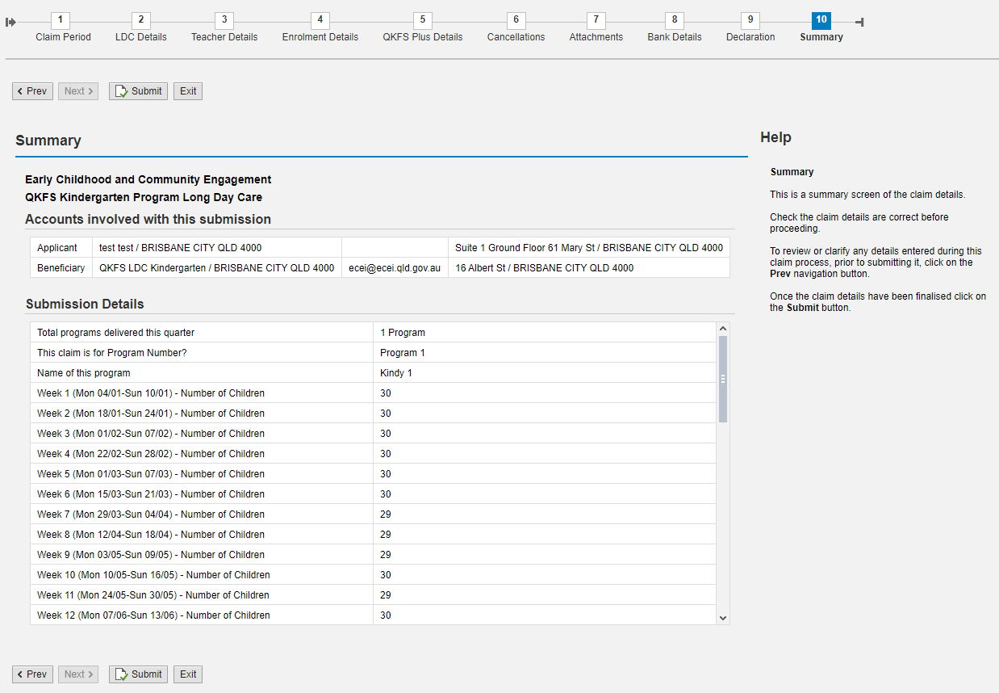 1 2 3 4 5 6 7 8 9 10
Claim Period LDC Details Teacher Details Enrolment Details QKFS Plus Details Cancellations Attachments Bank Details Declaration Summary
Prev Next Submit Exit
Summary
Early Childhood and Community Engagement
QKFS Kindergarten Program Long Day Care
Accounts involved with this submission
Applicant test test / BRISBANE CITY QLD 4000 Suite 1 Ground Floor 61 Mary St / BRISBANE CITY QLD 4000
Beneficiary QKFS LDC Kindergarten / BRISBANE CITY QLD 4000 ecei@ecei.qld.gov.au 16 Albert St / BRISBANE CITY QLD 4000
Submission Details
Total programs delivered this quarter 1 Program
This claim is for Program Number? Program 1
Name of this program Kindy 1
Week 1 (Mon 04/01-Sun 10/01) - Number of Children 30
Week 2 (Mon 18/01-Sun 24/01) - Number of Children 30
Week 3 (Mon 01/02-Sun 07/02) - Number of Children 30
Week 4 (Mon 22/02-Sun 28/02) - Number of Children 30
Week 5 (Mon 01/03-Sun 07/03) - Number of Children 30
Week 6 (Mon 15/03-Sun 21/03) - Number of Children 30
Week 7 (Mon 29/03-Sun 04/04) - Number of Children 29
Week 8 (Mon 12/04-Sun 18/04) - Number of Children 29
Week 9 (Mon 03/05-Sun 09/05) - Number of Children 29
Week 10 (Mon 10/05-Sun 16/05) - Number of Children 30
Week 11 (Mon 24/05-Sun 30/05) - Number of Children 29
Week 12 (Mon 07/06-Sun 13/06) - Number of Children 30
Help
Summary
This is a summary screen of the claim details.
Check the claim details are correct before
proceeding.
To review or clarify any details entered during this
claim process, prior to submitting it, click on the
Prev navigation button.
Once the claim details have been finalised click on
the Submit button.
Prev Next Submit Exit